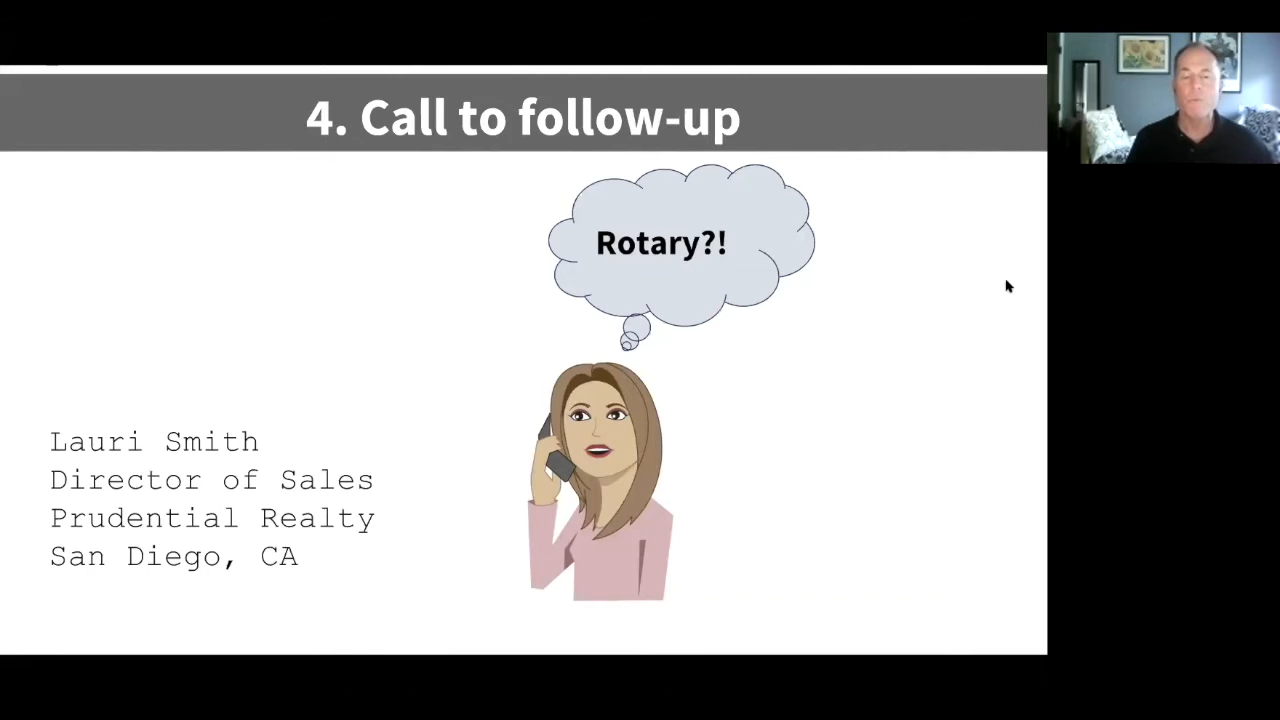 4. Call to follow-up
Rotary?!
Lauri Smith
Director of Sales
Prudential Realty
San Diego, CA